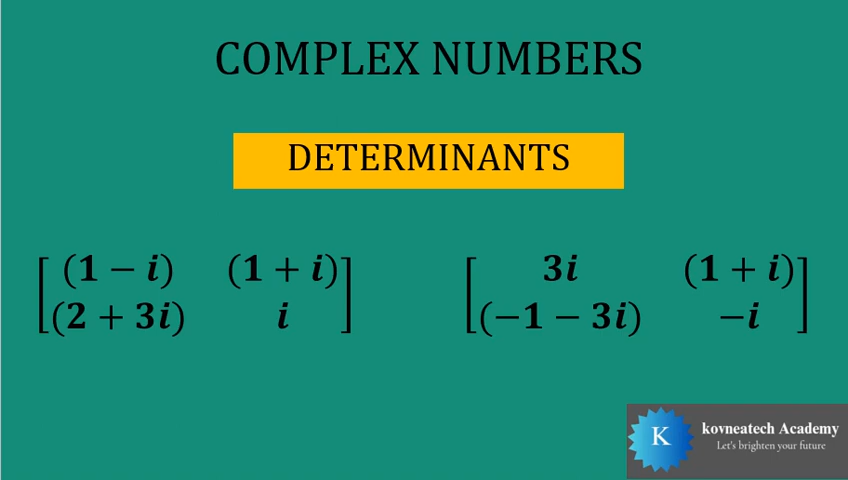 COMPLEX NUMBERS
DETERMINANTS
[(1 − i) (1 + i)]
[(2 + 3i) i]
[3i (1 + i)]
[(−1 − 3i) −i]
K
kovneatech Academy
Let's brighten your future